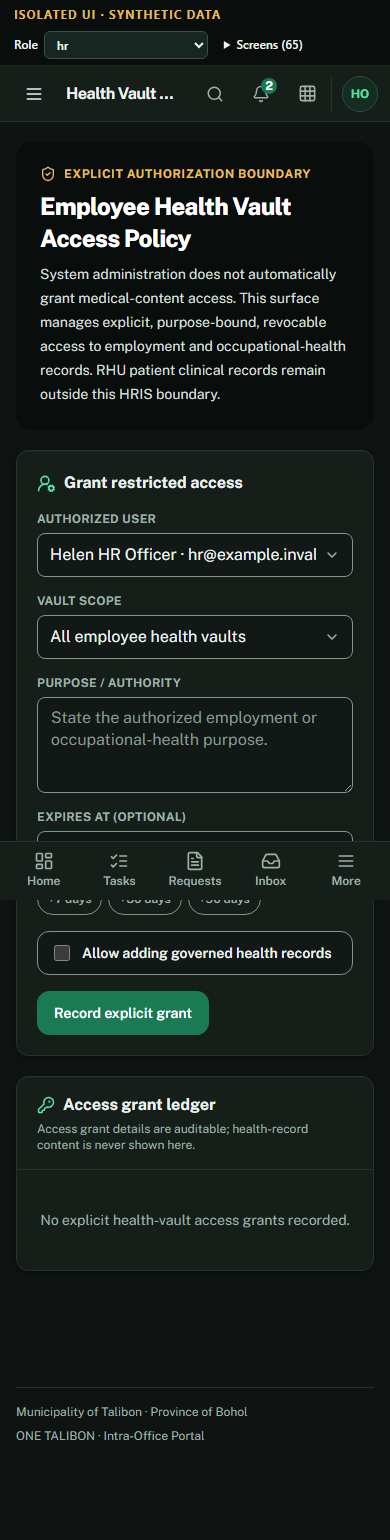 ISOLATED UI · SYNTHETIC DATA
Role hr ▶ Screens (65)
Health Vault ... 2 HO
EXPLICIT AUTHORIZATION BOUNDARY
Employee Health Vault
Access Policy
System administration does not automatically
grant medical-content access. This surface
manages explicit, purpose-bound, revocable
access to employment and occupational-health
records. RHU patient clinical records remain
outside this HRIS boundary.
Grant restricted access
AUTHORIZED USER
Helen HR Officer · hr@example.inval
VAULT SCOPE
All employee health vaults
PURPOSE / AUTHORITY
State the authorized employment or
occupational-health purpose.
EXPIRES AT (OPTIONAL)
Home Tasks Requests Inbox More
Allow adding governed health records
Record explicit grant
Access grant ledger
Access grant details are auditable; health-record
content is never shown here.
No explicit health-vault access grants recorded.
Municipality of Talibon · Province of Bohol
ONE TALIBON · Intra-Office Portal